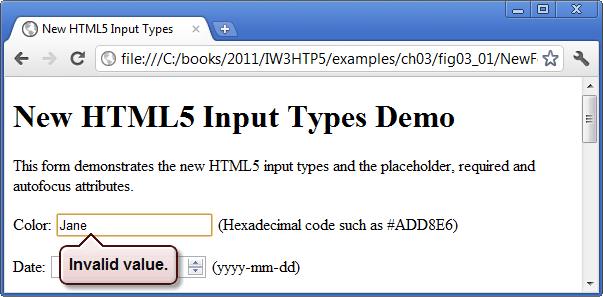 New HTML5 Input Types
file:///C:/books/2011/IW3HTP5/examples/ch03/fig03_01/NewF
New HTML5 Input Types Demo
This form demonstrates the new HTML5 input types and the placeholder, required and
autofocus attributes.
Color: Jane (Hexadecimal code such as #ADD8E6)
Invalid value.
Date: (yyyy-mm-dd)